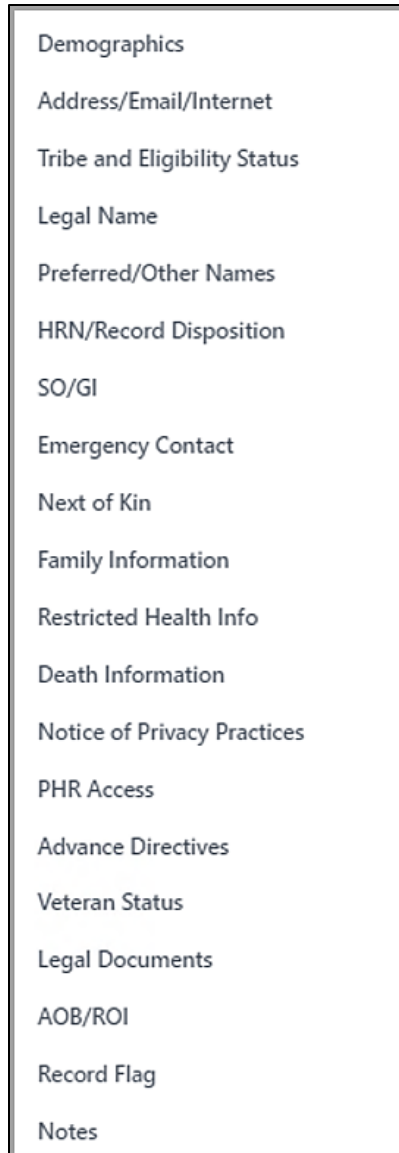 Demographics
Address/Email/Internet
Tribe and Eligibility Status
Legal Name
Preferred/Other Names
HRN/Record Disposition
SO/GI
Emergency Contact
Next of Kin
Family Information
Restricted Health Info
Death Information
Notice of Privacy Practices
PHR Access
Advance Directives
Veteran Status
Legal Documents
AOB/ROI
Record Flag
Notes